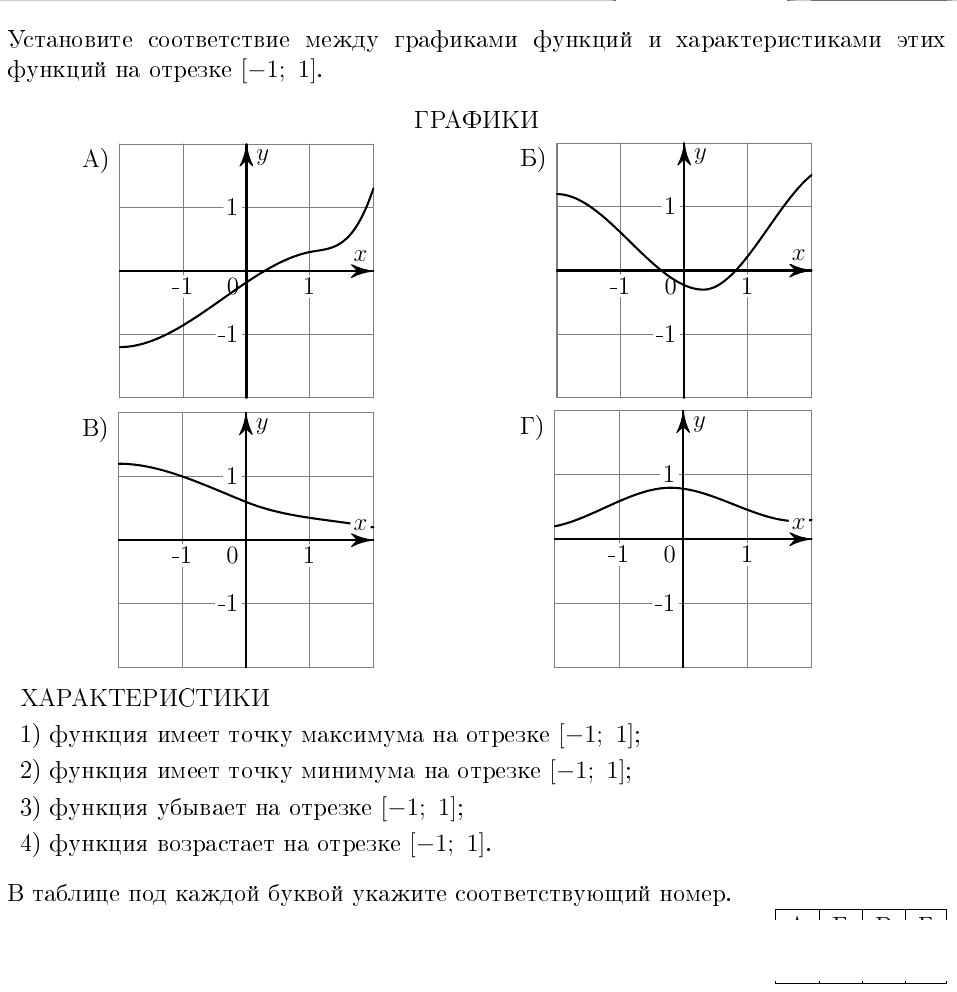 Установите соответствие между графиками функций и характеристиками этих
функций на отрезке [−1; 1].
ГРАФИКИ
А)
y
1
x
-1
0
1
-1
Б)
y
1
x
-1
0
1
-1
В)
y
1
x
-1
0
1
-1
Г)
y
1
x
-1
0
1
-1
ХАРАКТЕРИСТИКИ
1) функция имеет точку максимума на отрезке [−1; 1];
2) функция имеет точку минимума на отрезке [−1; 1];
3) функция убывает на отрезке [−1; 1];
4) функция возрастает на отрезке [−1; 1].
В таблице под каждой буквой укажите соответствующий номер.